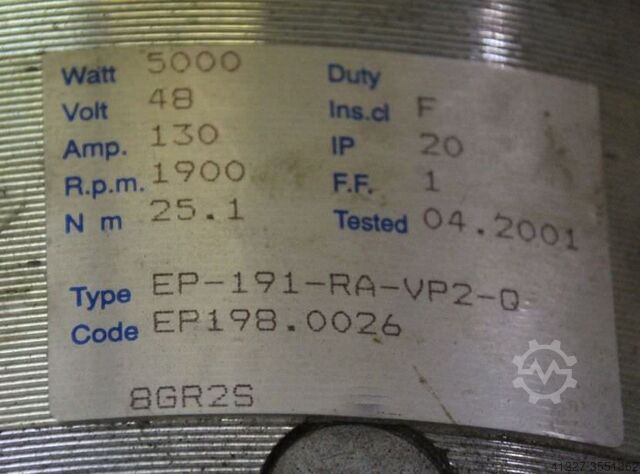 Watt 5000 Duty
Volt 48 Ins.cl F
Amp. 130 IP 20
R.p.m. 1900 F.F. 1
N m 25.1 Tested 04.2001
Type EP-191-RA-VP2-Q
Code EP198.0026
8GR2S